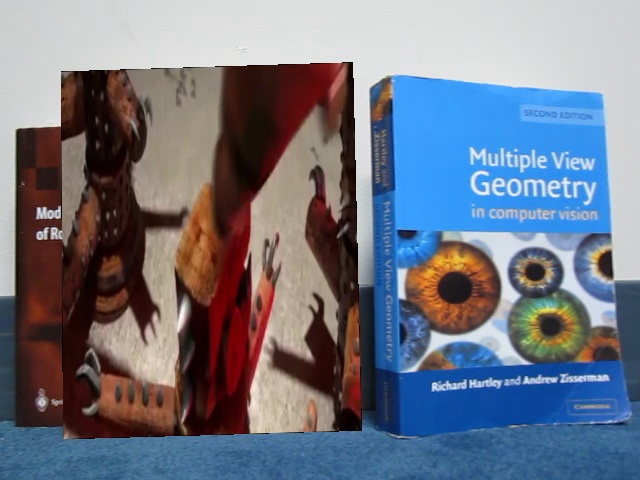 Mod
of Ro
SECOND EDITION
Multiple View
Geometry
in computer vision
Richard Hartley and Andrew Zisserman
CAMBRIDGE
Hartley and
Zisserman
Multiple View Geometry